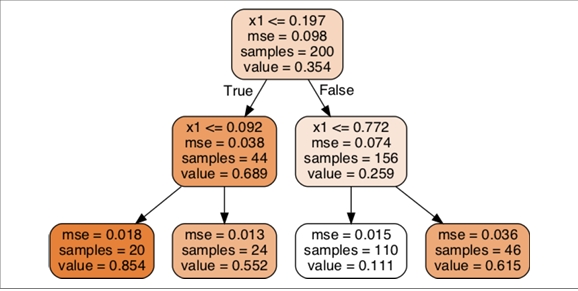 x1 <= 0.197
mse = 0.098
samples = 200
value = 0.354
True
False
x1 <= 0.092
mse = 0.038
samples = 44
value = 0.689
x1 <= 0.772
mse = 0.074
samples = 156
value = 0.259
mse = 0.018
samples = 20
value = 0.854
mse = 0.013
samples = 24
value = 0.552
mse = 0.015
samples = 110
value = 0.111
mse = 0.036
samples = 46
value = 0.615